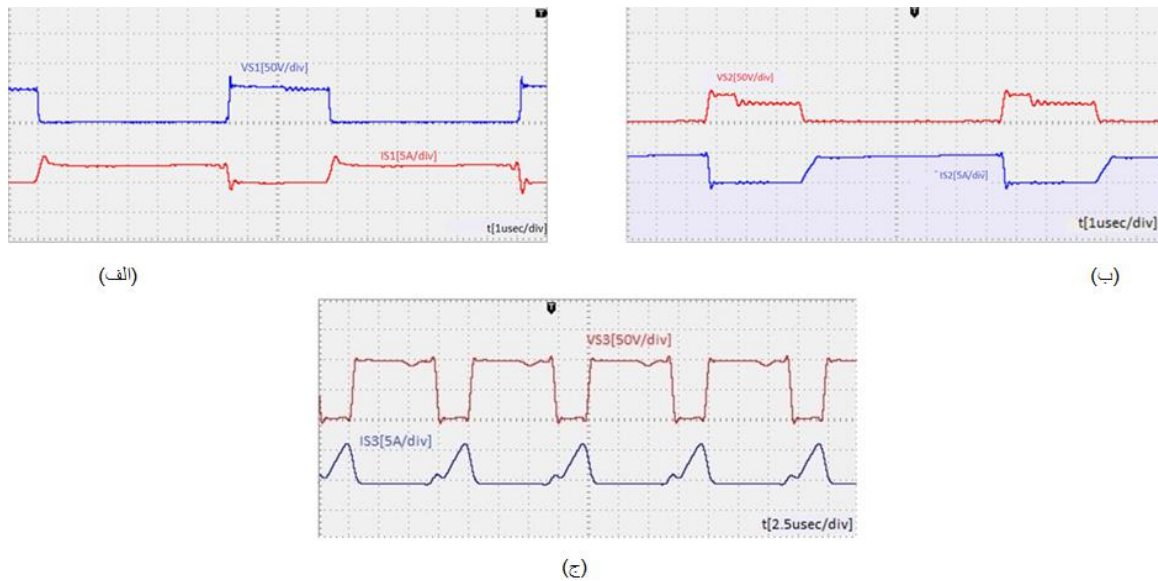 VS1[50V/div]
IS1[5A/div]
t[1usec/div]
(الف)
VS2[50V/div]
IS2[5A/div]
t[1usec/div]
(ب)
VS3[50V/div]
IS3[5A/div]
t[2.5usec/div]
(ج)